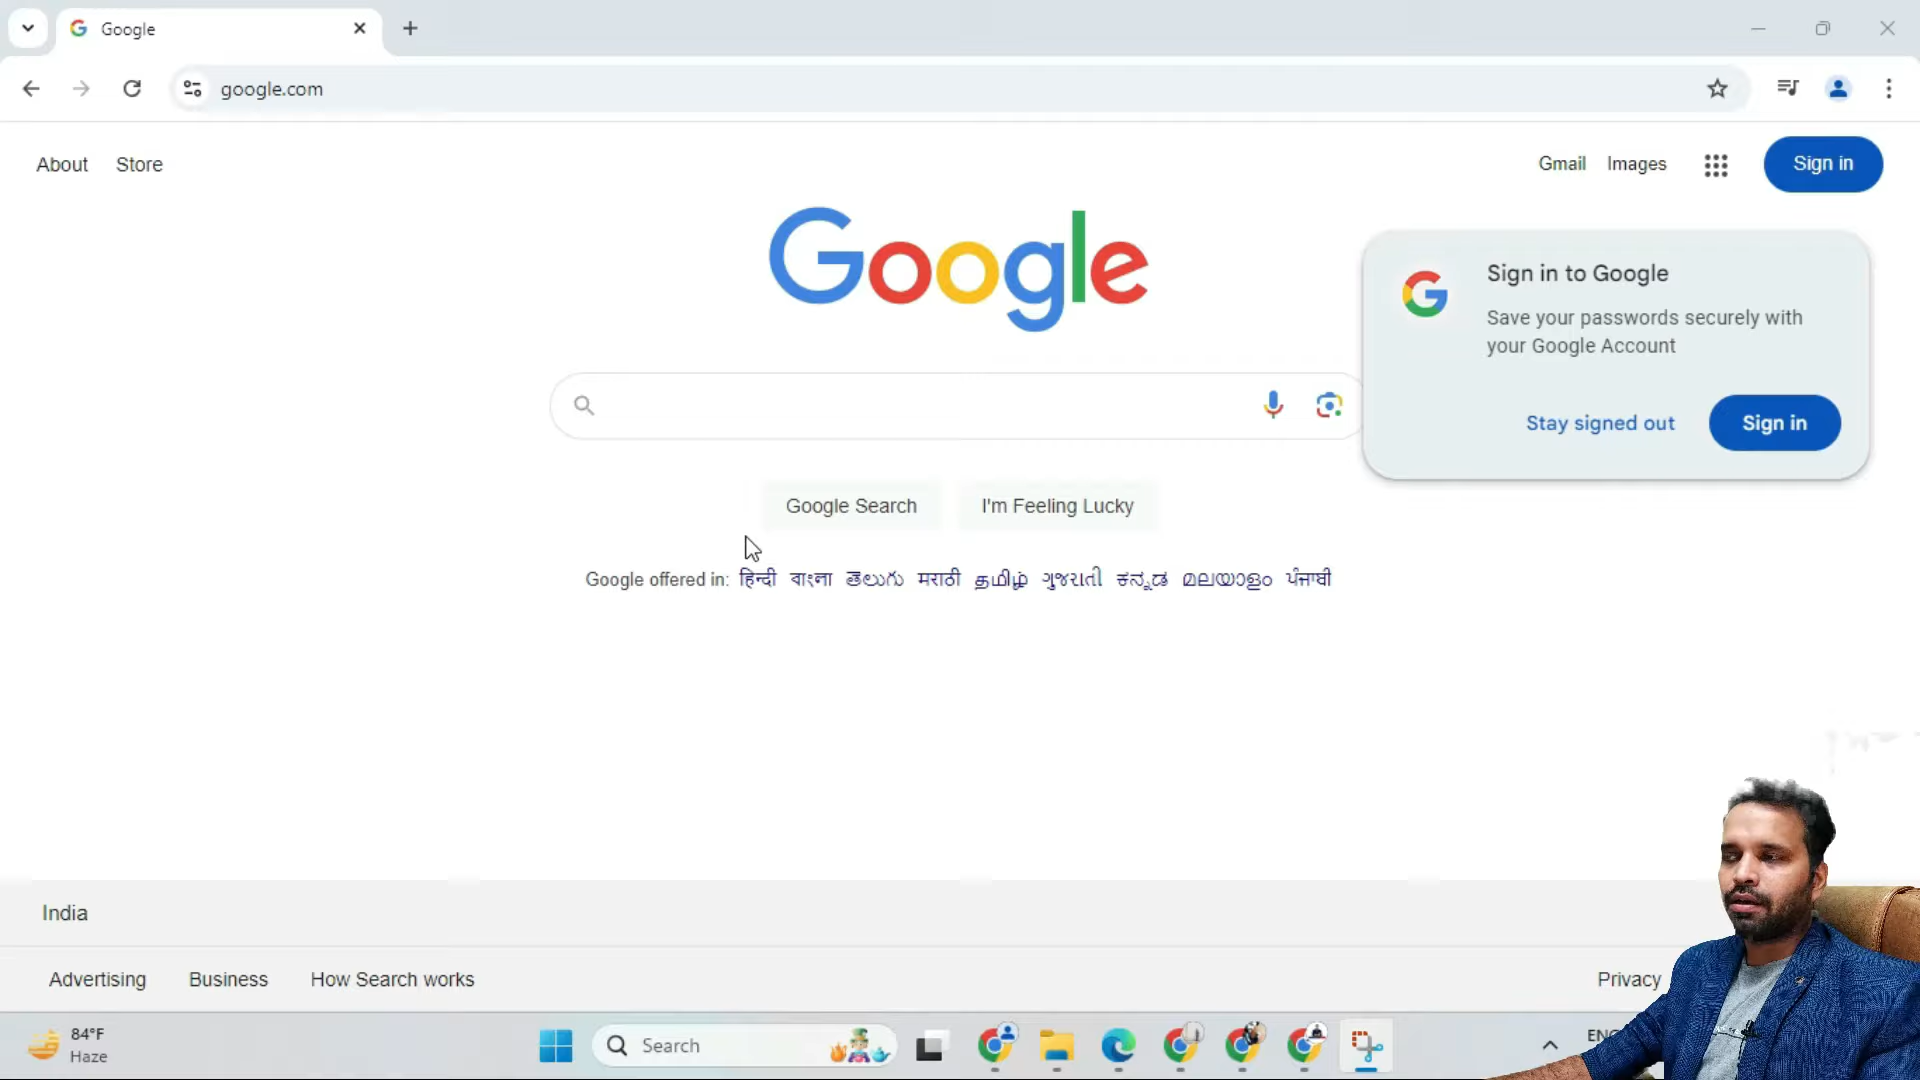 Google
google.com
About Store
Gmail Images Sign in
Google
Sign in to Google
Save your passwords securely with
your Google Account
Stay signed out Sign in
Google Search I'm Feeling Lucky
Google offered in: हिन्दी বাংলা తెలుగు मराठी தமிழ் ગુજરાતી ಕನ್ನಡ മലയാളം ਪੰਜਾਬੀ
India
Advertising Business How Search works
Privacy
84°F
Haze
Search